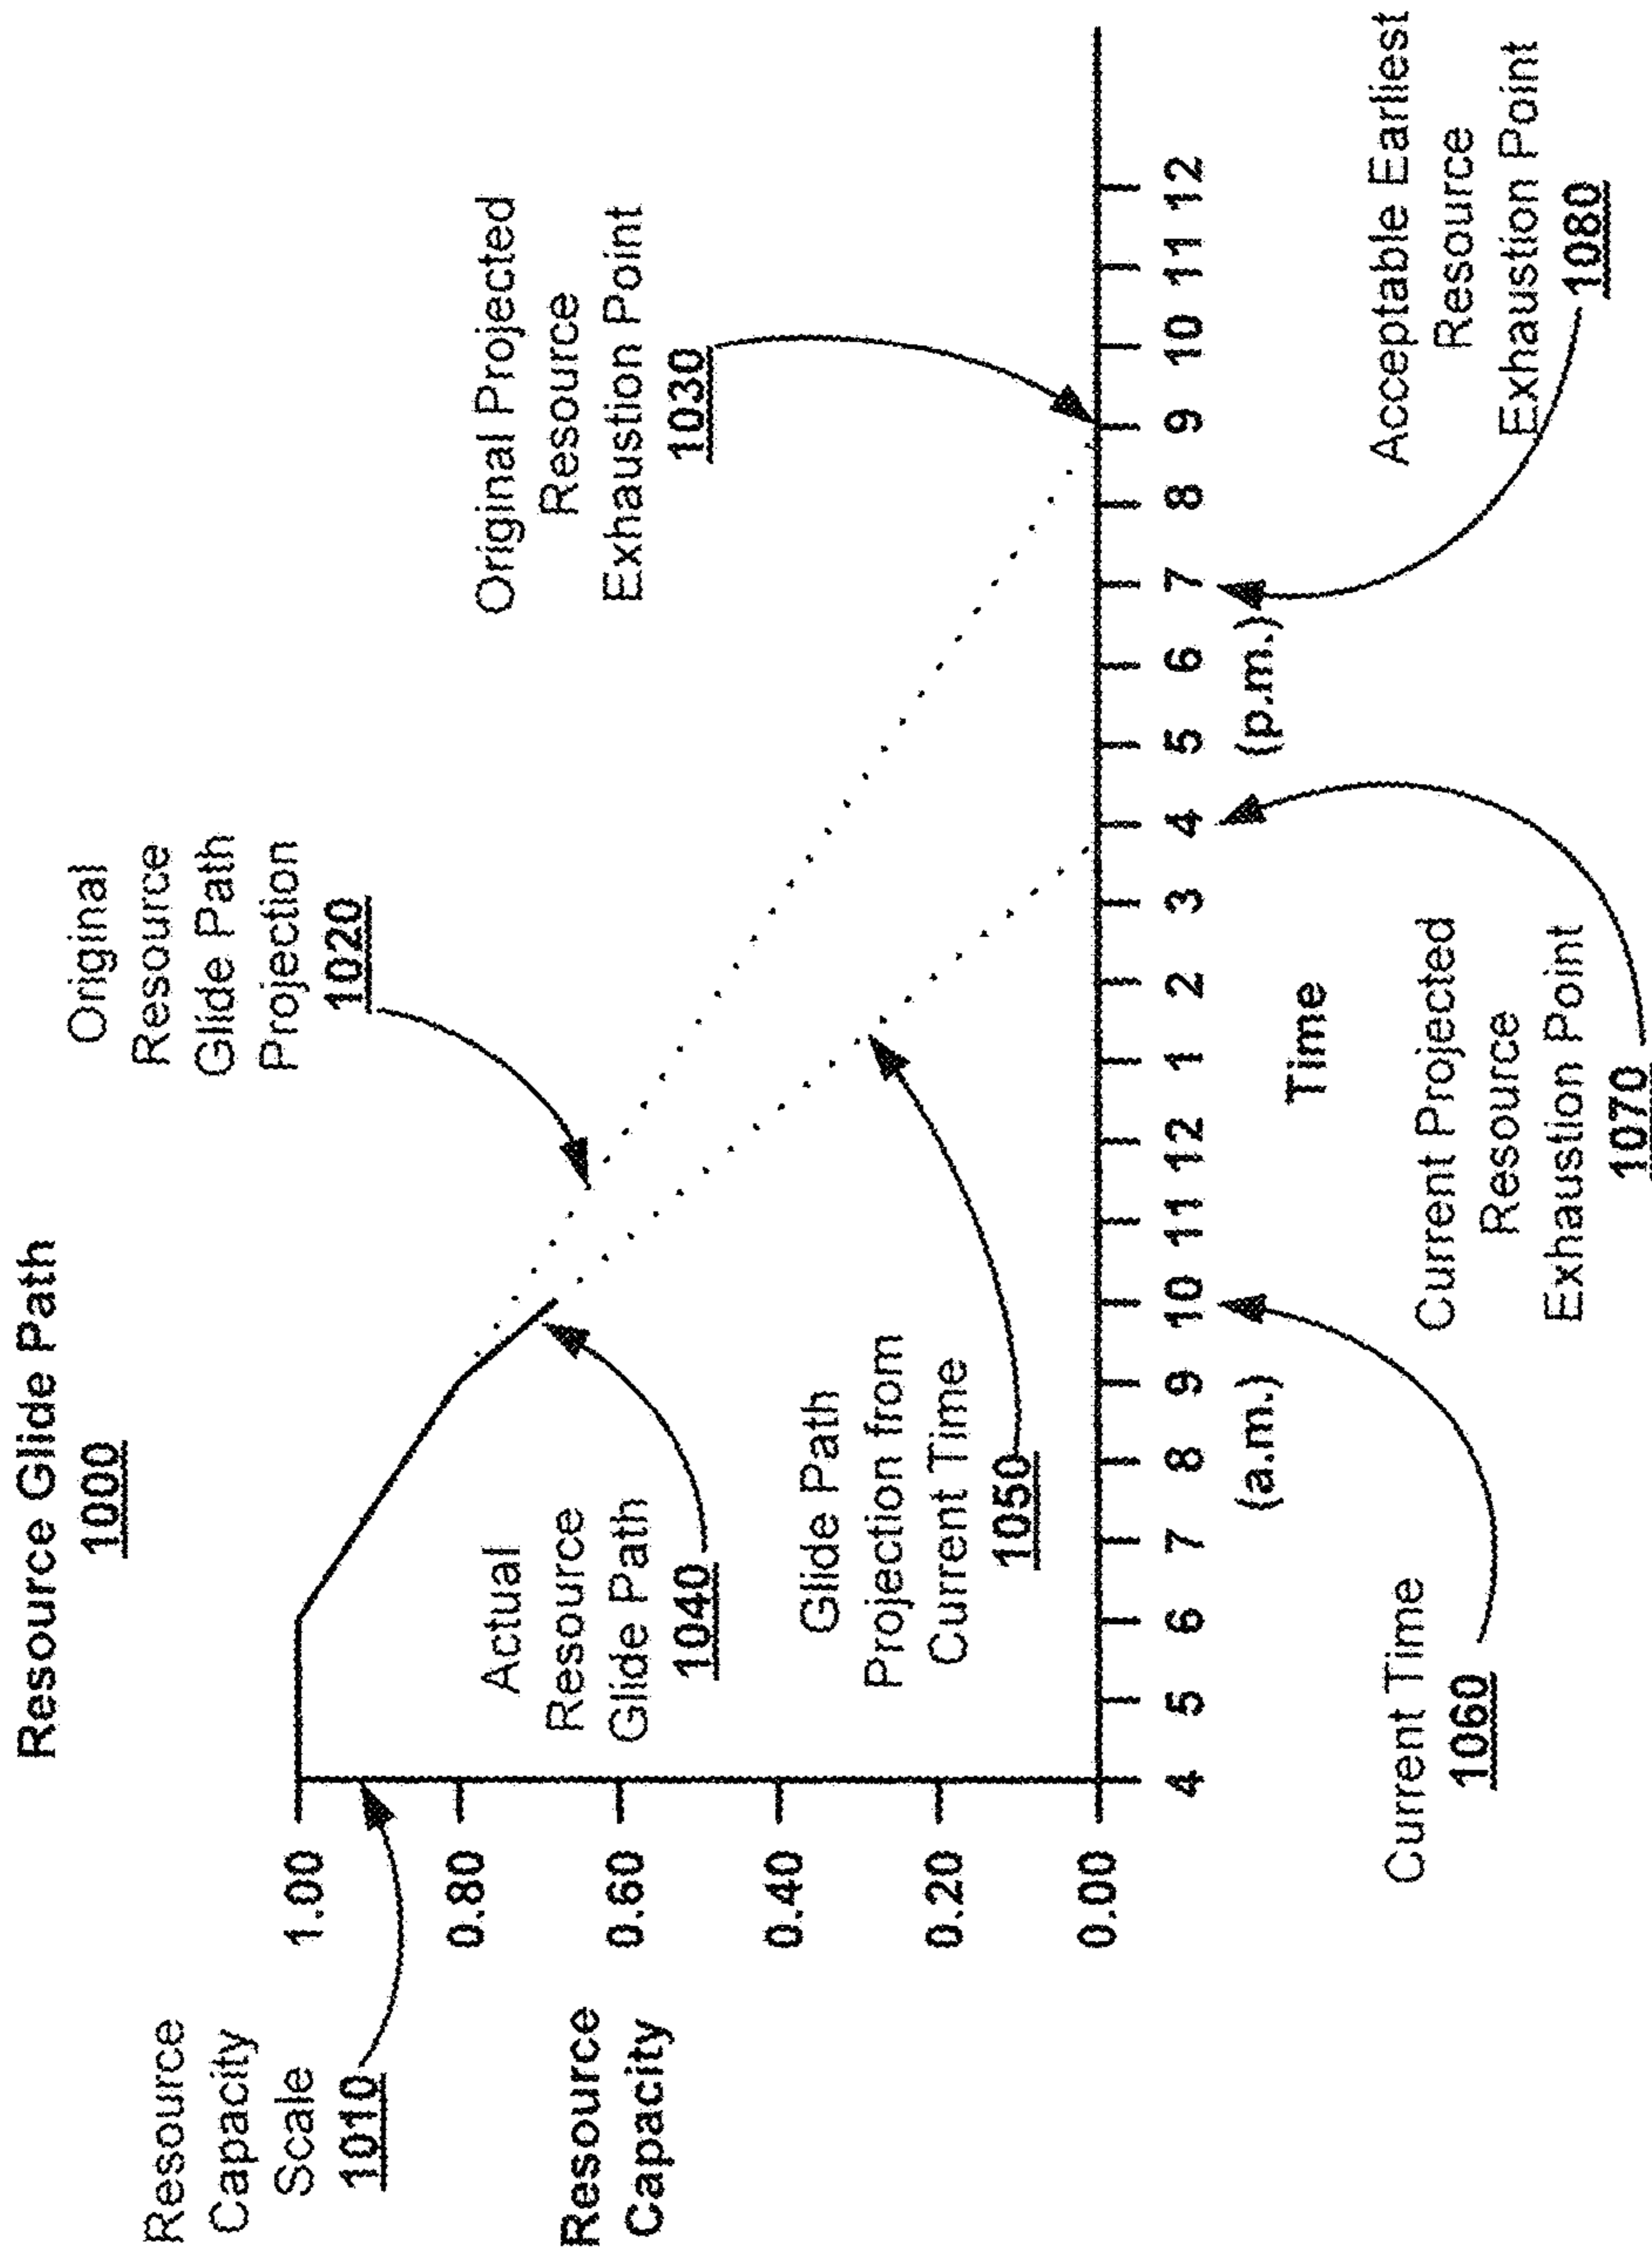 Resource Glide Path
1000
Resource
Capacity
Scale
1010
Original
Resource
Glide Path
Projection
1020
Original Projected
Resource
Exhaustion Point
1030
Actual
Resource
Glide Path
1040
Glide Path
Projection from
Current Time
1050
Resource
Capacity
1.00
0.80
0.60
0.40
0.20
0.00
4 5 6 7 8 9 10 11 12 1 2 3 4 5 6 7 8 9 10 11 12
(a.m.) (p.m.)
Time
Current Time
1060
Current Projected
Resource
Exhaustion Point
1070
Acceptable Earliest
Resource
Exhaustion Point
1080